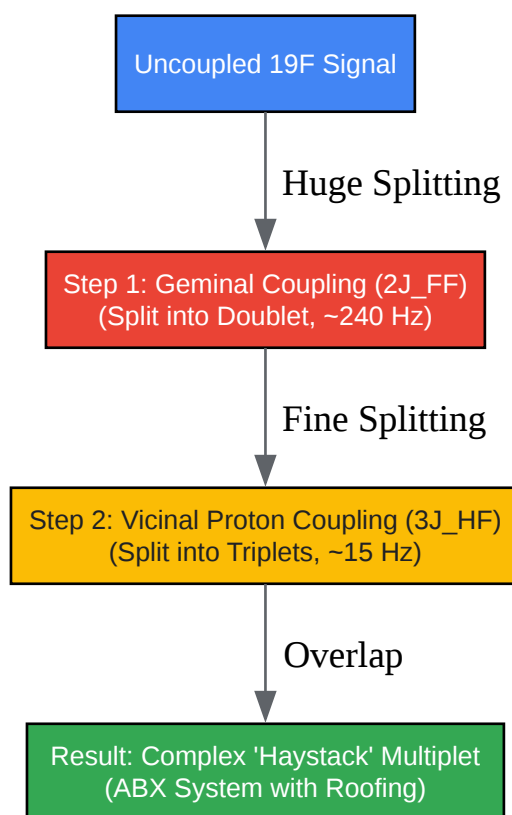 Uncoupled 19F Signal
Huge Splitting
Step 1: Geminal Coupling (2J_FF)
(Split into Doublet, ~240 Hz)
Fine Splitting
Step 2: Vicinal Proton Coupling (3J_HF)
(Split into Triplets, ~15 Hz)
Overlap
Result: Complex 'Haystack' Multiplet
(ABX System with Roofing)